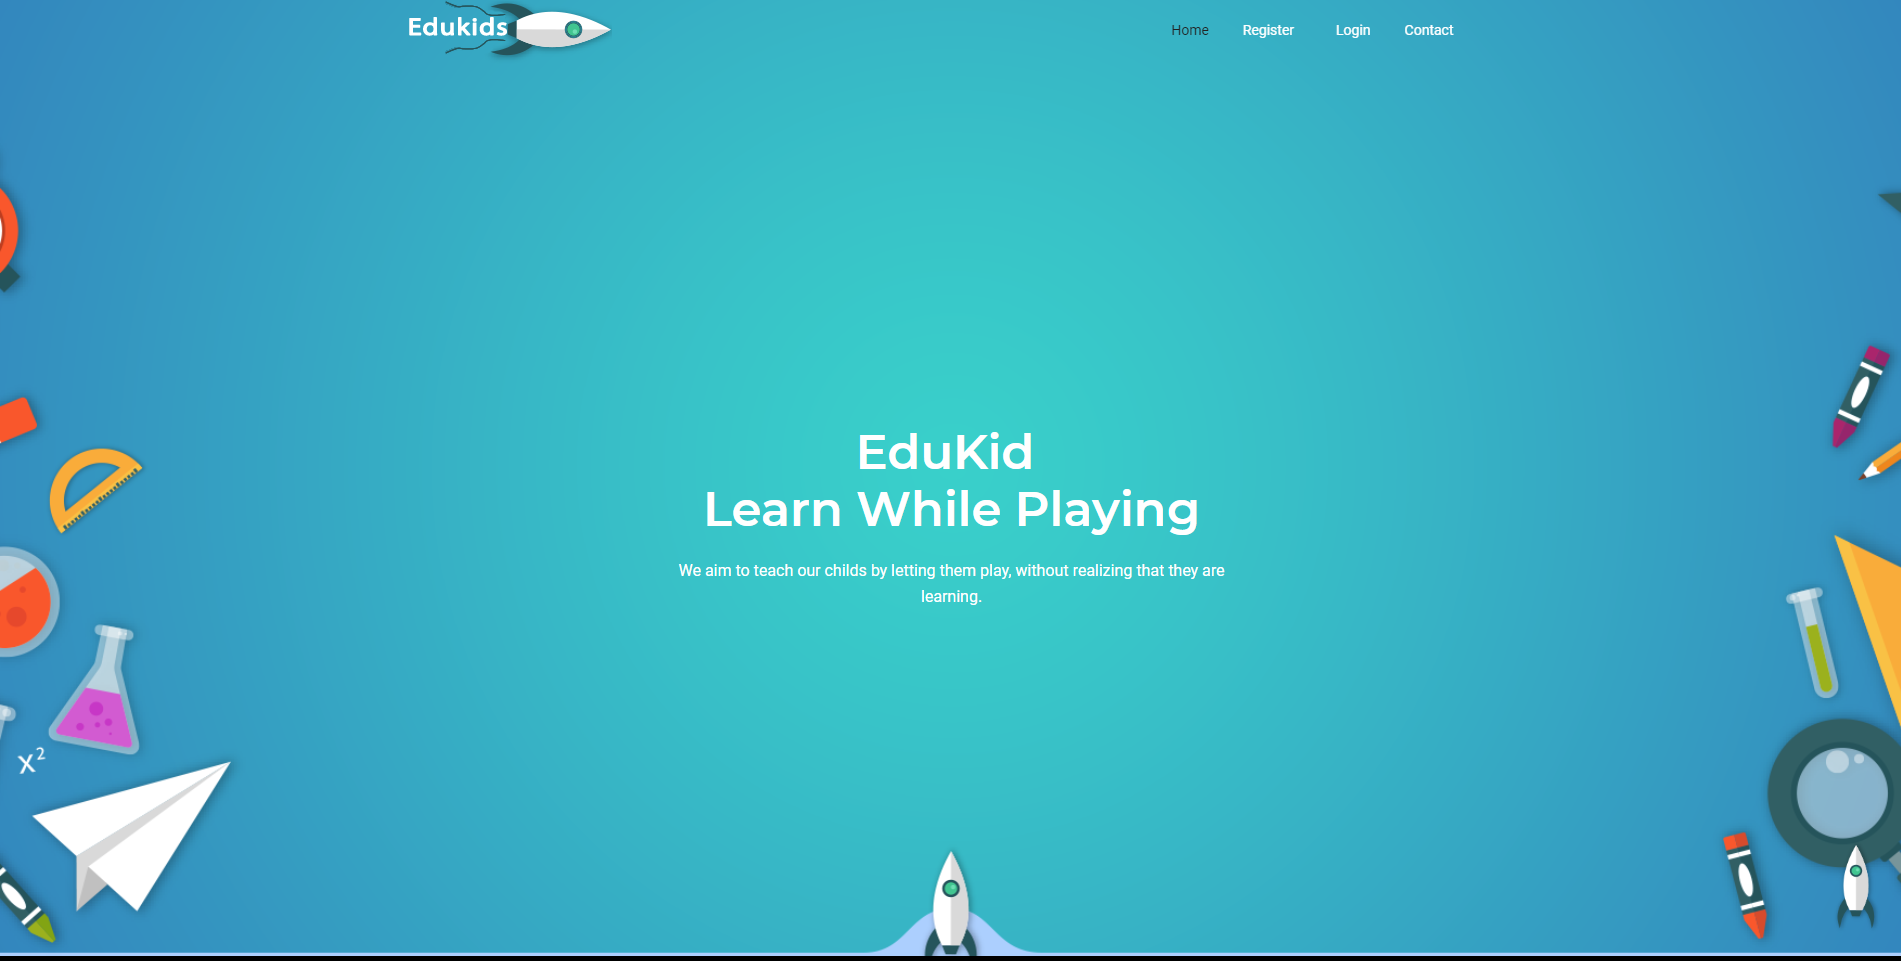 Edukids
Home Register Login Contact
EduKid
Learn While Playing
We aim to teach our childs by letting them play, without realizing that they are
learning.
x²